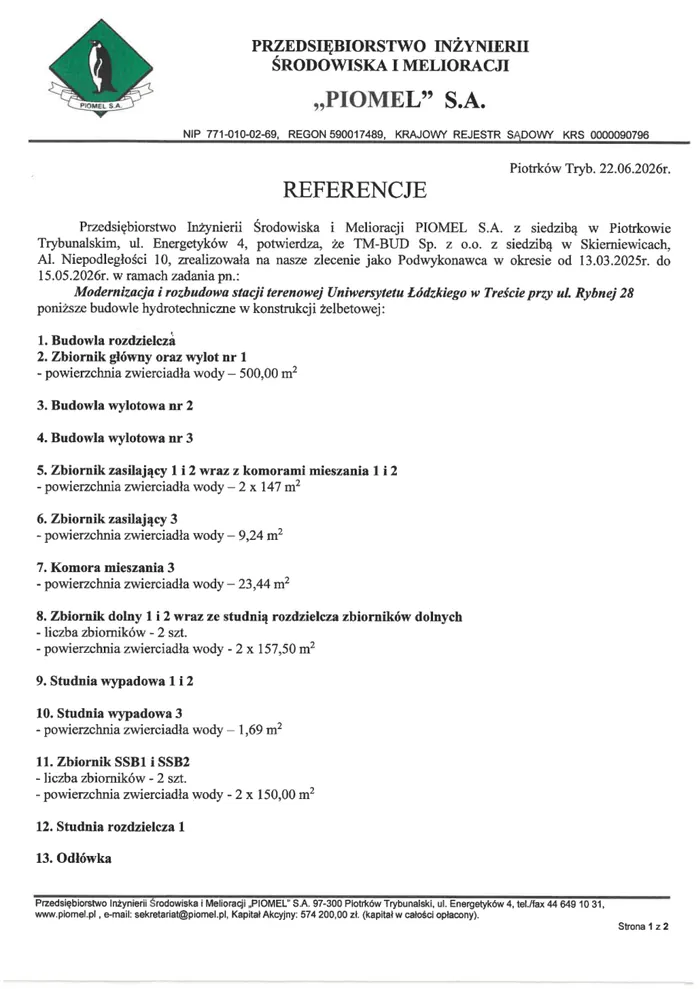 PIOMEL S.A.
PRZEDSIĘBIORSTWO INŻYNIERII
ŚRODOWISKA I MELIORACJI
„PIOMEL” S.A.
NIP 771-010-02-69, REGON 590017489, KRAJOWY REJESTR SĄDOWY KRS 0000090796
Piotrków Tryb. 22.06.2026r.
REFERENCJE
Przedsiębiorstwo Inżynierii Środowiska i Melioracji PIOMEL S.A. z siedzibą w Piotrkowie
Trybunalskim, ul. Energetyków 4, potwierdza, że TM-BUD Sp. z o.o. z siedzibą w Skierniewicach,
Al. Niepodległości 10, zrealizowała na nasze zlecenie jako Podwykonawca w okresie od 13.03.2025r. do
15.05.2026r. w ramach zadania pn.:
Modernizacja i rozbudowa stacji terenowej Uniwersytetu Łódzkiego w Treście przy ul. Rybnej 28
poniższe budowle hydrotechniczne w konstrukcji żelbetowej:
1. Budowla rozdzielcza
2. Zbiornik główny oraz wylot nr 1
- powierzchnia zwierciadła wody – 500,00 m²
3. Budowla wylotowa nr 2
4. Budowla wylotowa nr 3
5. Zbiornik zasilający 1 i 2 wraz z komorami mieszania 1 i 2
- powierzchnia zwierciadła wody – 2 x 147 m²
6. Zbiornik zasilający 3
- powierzchnia zwierciadła wody – 9,24 m²
7. Komora mieszania 3
- powierzchnia zwierciadła wody – 23,44 m²
8. Zbiornik dolny 1 i 2 wraz ze studnią rozdzielcza zbiorników dolnych
- liczba zbiorników - 2 szt.
- powierzchnia zwierciadła wody - 2 x 157,50 m²
9. Studnia wypadowa 1 i 2
10. Studnia wypadowa 3
- powierzchnia zwierciadła wody – 1,69 m²
11. Zbiornik SSB1 i SSB2
- liczba zbiorników - 2 szt.
- powierzchnia zwierciadła wody - 2 x 150,00 m²
12. Studnia rozdzielcza 1
13. Odłówka
Przedsiębiorstwo Inżynierii Środowiska i Melioracji „PIOMEL” S.A. 97-300 Piotrków Trybunalski, ul. Energetyków 4, tel./fax 44 649 10 31,
www.piomel.pl , e-mail: sekretariat@piomel.pl, Kapitał Akcyjny: 574 200,00 zł. (kapitał w całości opłacony).
Strona 1 z 2